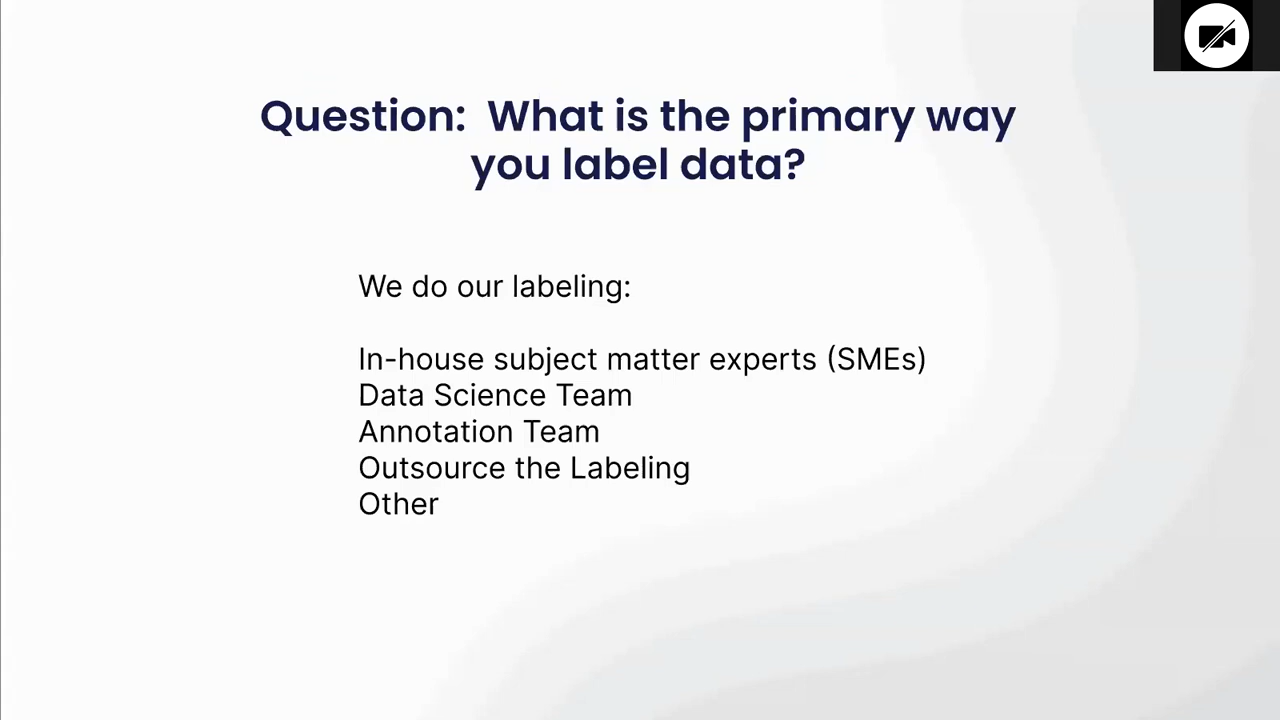 Question: What is the primary way
you label data?
We do our labeling:
In-house subject matter experts (SMEs)
Data Science Team
Annotation Team
Outsource the Labeling
Other